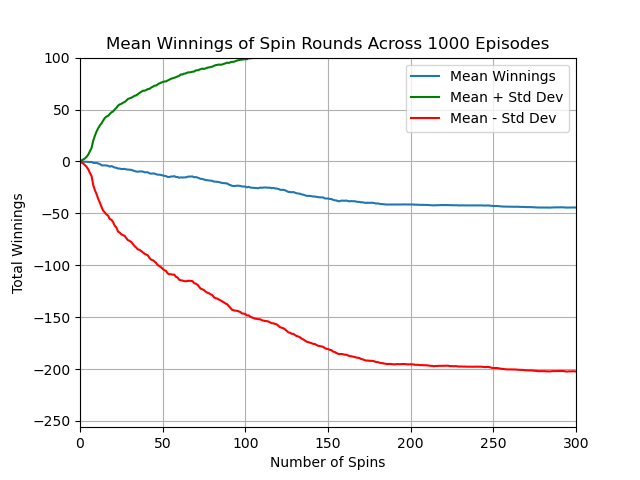 Mean Winnings of Spin Rounds Across 1000 Episodes
Mean Winnings
Mean + Std Dev
Mean - Std Dev
100
50
0
−50
−100
−150
−200
−250
Total Winnings
0 50 100 150 200 250 300
Number of Spins